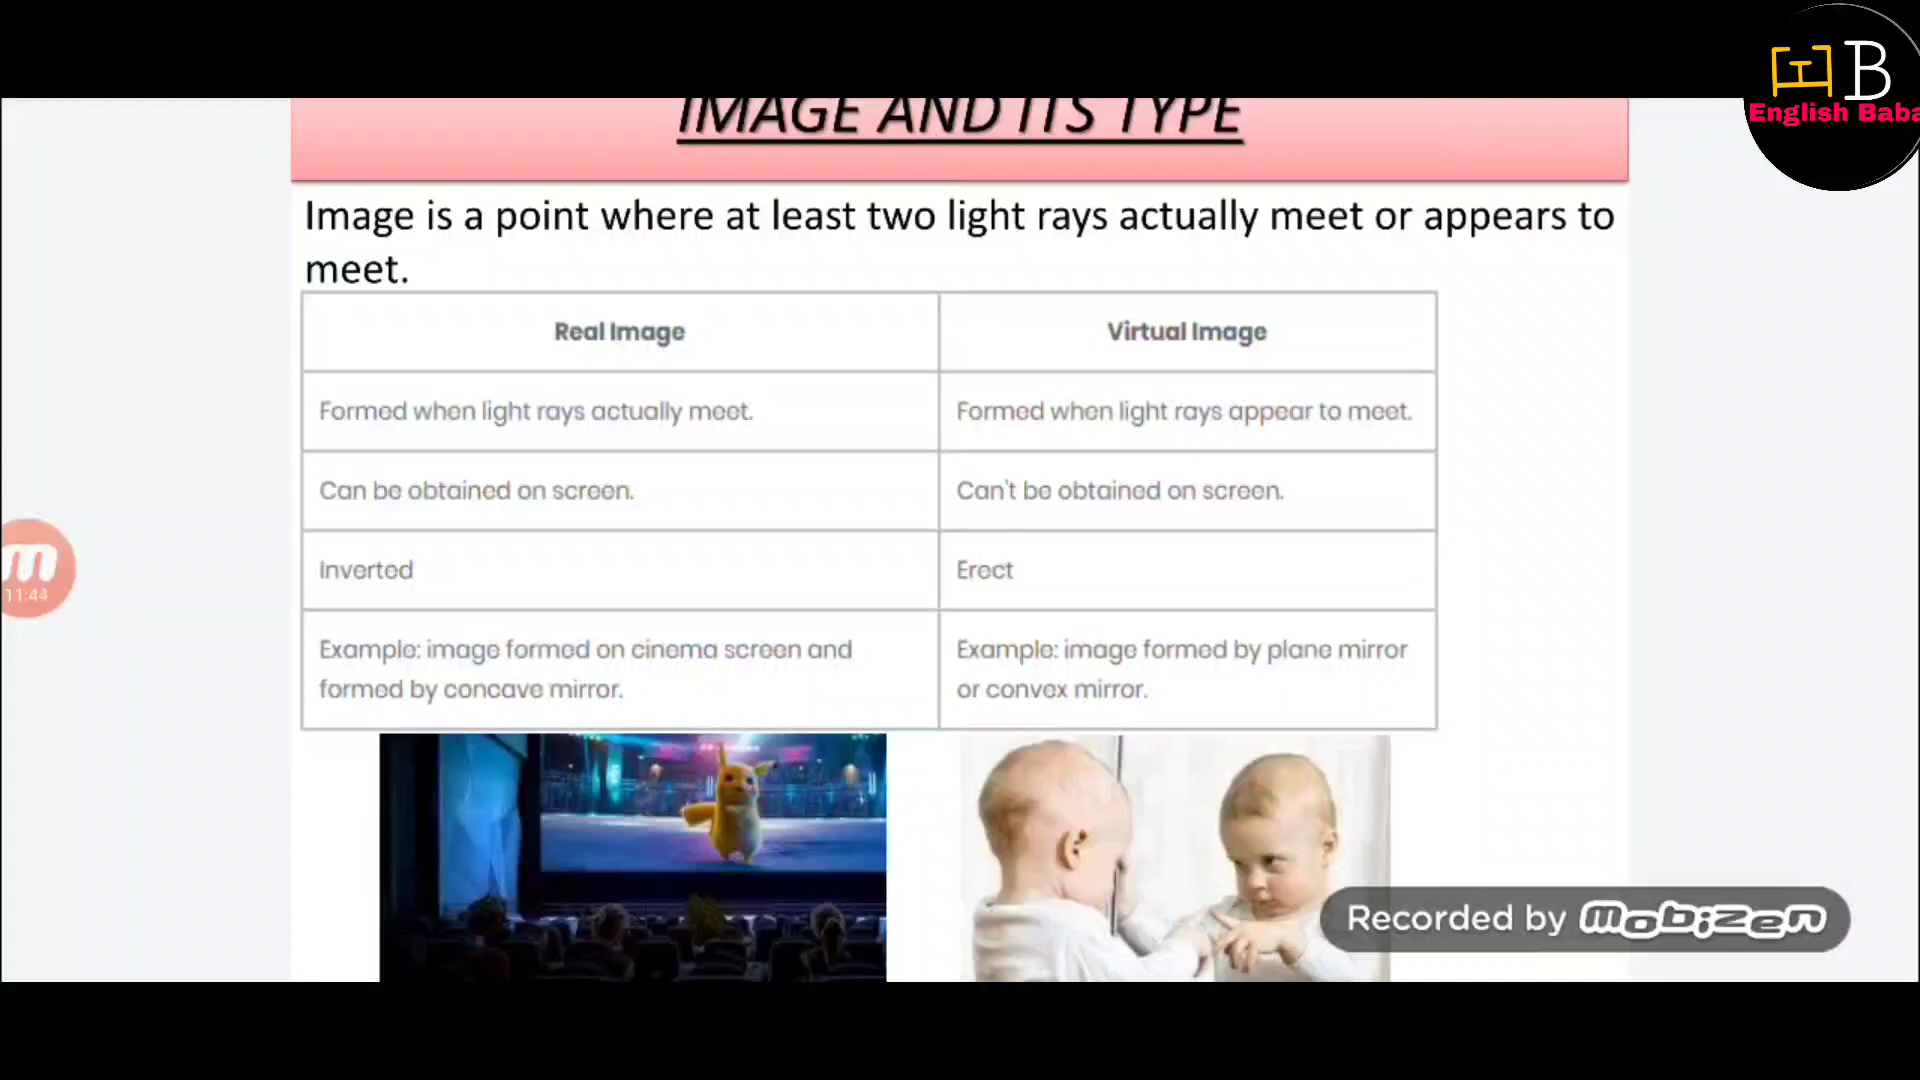 IMAGE AND ITS TYPE
Image is a point where at least two light rays actually meet or appears to
meet.
Real Image
Virtual Image
Formed when light rays actually meet.
Formed when light rays appear to meet.
Can be obtained on screen.
Can't be obtained on screen.
Inverted
Erect
Example: image formed on cinema screen and
formed by concave mirror.
Example: image formed by plane mirror
or convex mirror.
B
English Baba
m
11:44
Recorded by mobizen